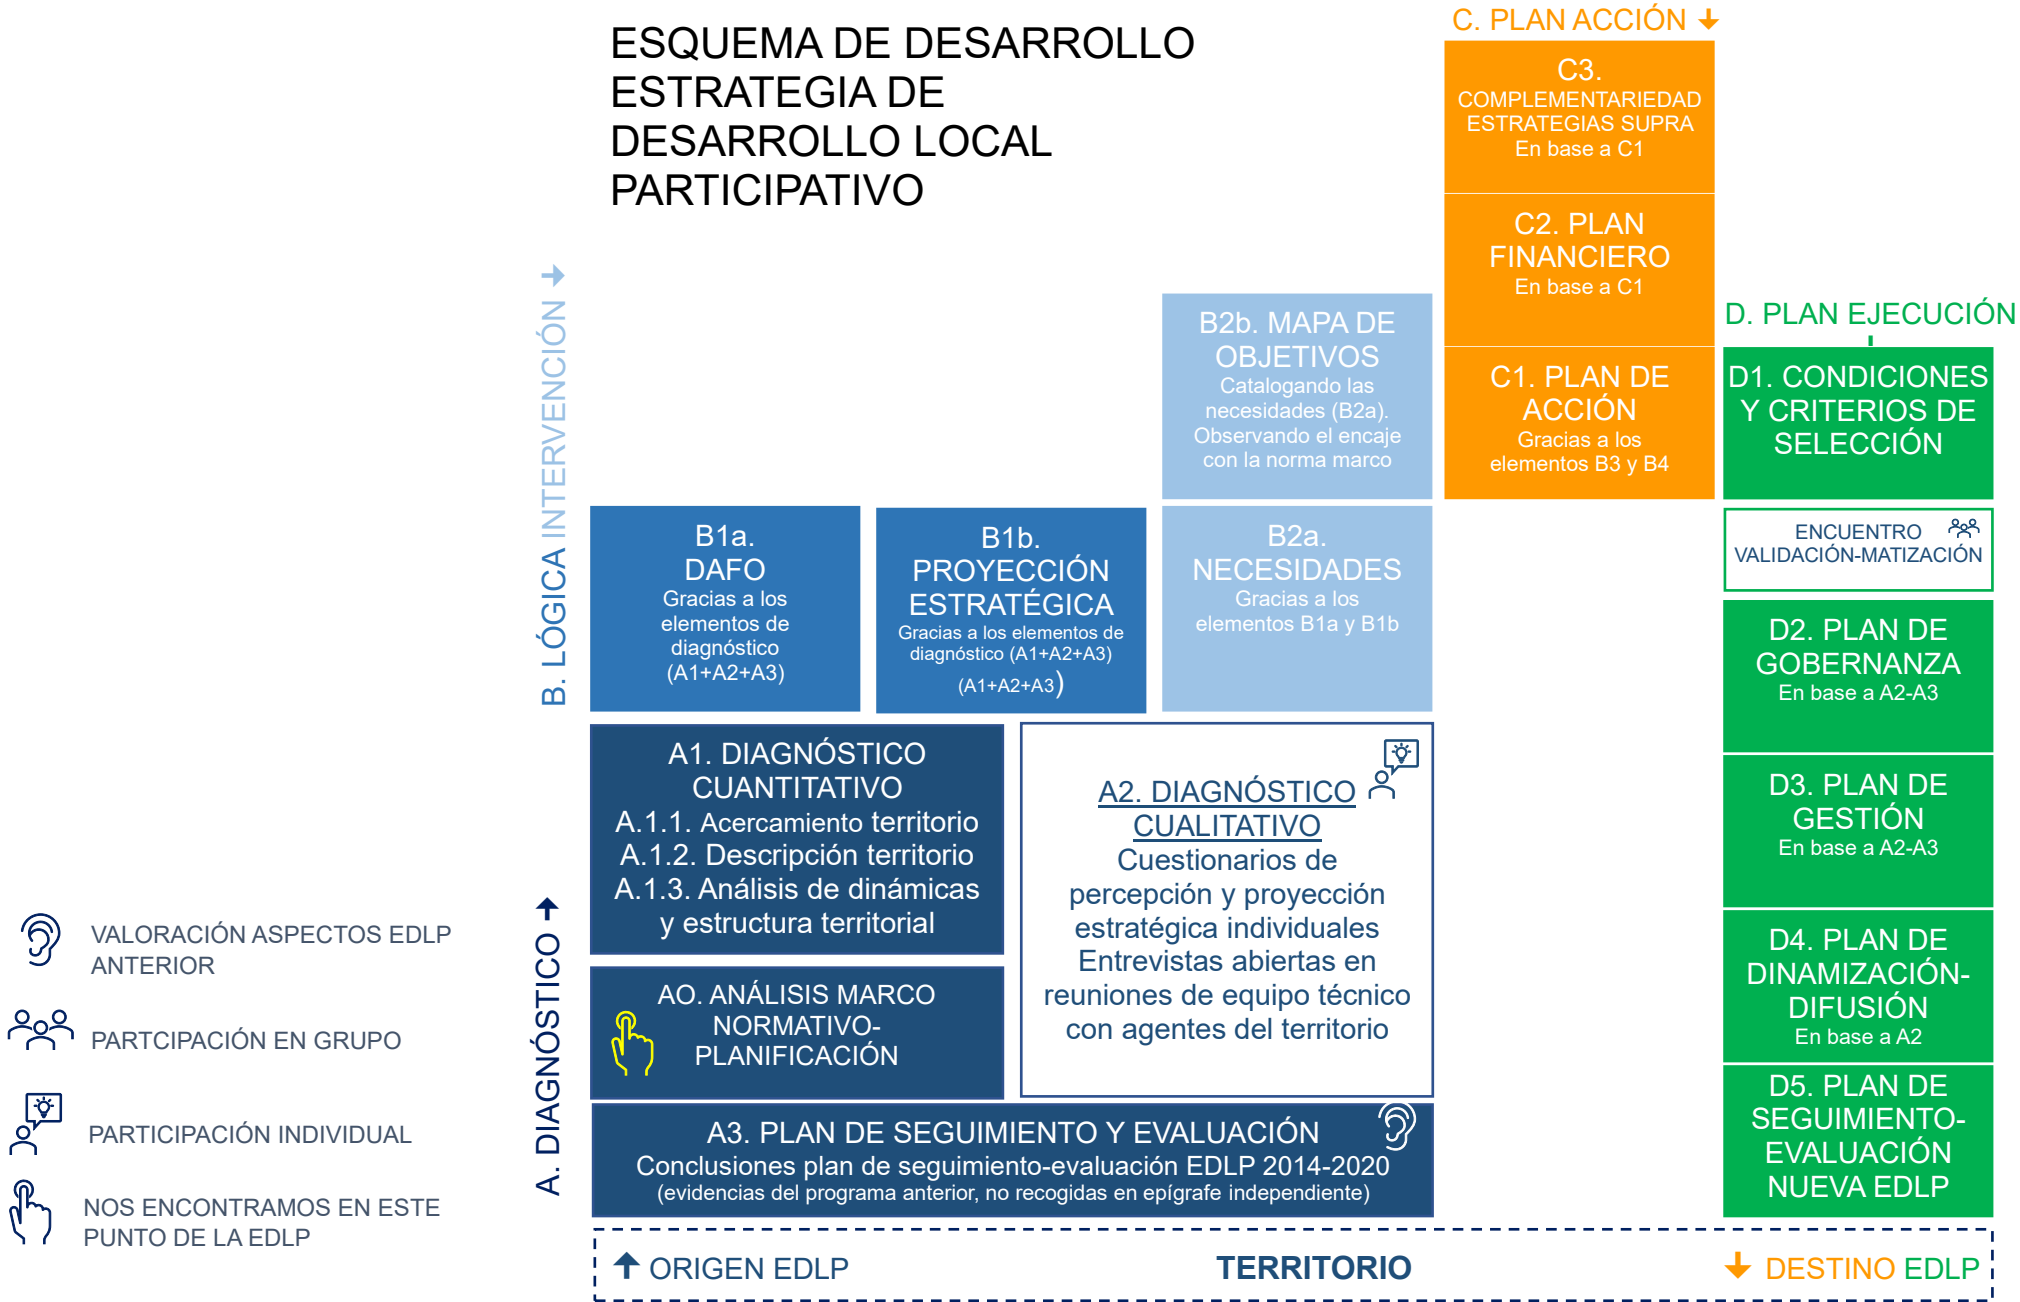 ESQUEMA DE DESARROLLO
ESTRATEGIA DE
DESARROLLO LOCAL
PARTICIPATIVO
C. PLAN ACCIÓN
C3.
COMPLEMENTARIEDAD
ESTRATEGIAS SUPRA
En base a C1
C2. PLAN
FINANCIERO
En base a C1
C1. PLAN DE
ACCIÓN
Gracias a los
elementos B3 y B4
D. PLAN EJECUCIÓN
D1. CONDICIONES
Y CRITERIOS DE
SELECCIÓN
ENCUENTRO
VALIDACIÓN-MATIZACIÓN
D2. PLAN DE
GOBERNANZA
En base a A2-A3
D3. PLAN DE
GESTIÓN
En base a A2-A3
D4. PLAN DE
DINAMIZACIÓN-
DIFUSIÓN
En base a A2
D5. PLAN DE
SEGUIMIENTO-
EVALUACIÓN
NUEVA EDLP
B. LÓGICA INTERVENCIÓN
B2b. MAPA DE
OBJETIVOS
Catalogando las
necesidades (B2a).
Observando el encaje
con la norma marco
B1a.
DAFO
Gracias a los
elementos de
diagnóstico
(A1+A2+A3)
B1b.
PROYECCIÓN
ESTRATÉGICA
Gracias a los elementos de
diagnóstico (A1+A2+A3)
(A1+A2+A3)
B2a.
NECESIDADES
Gracias a los
elementos B1a y B1b
A. DIAGNÓSTICO
A1. DIAGNÓSTICO
CUANTITATIVO
A.1.1. Acercamiento territorio
A.1.2. Descripción territorio
A.1.3. Análisis de dinámicas
y estructura territorial
AO. ANÁLISIS MARCO
NORMATIVO-
PLANIFICACIÓN
A2. DIAGNÓSTICO
CUALITATIVO
Cuestionarios de
percepción y proyección
estratégica individuales
Entrevistas abiertas en
reuniones de equipo técnico
con agentes del territorio
A3. PLAN DE SEGUIMIENTO Y EVALUACIÓN
Conclusiones plan de seguimiento-evaluación EDLP 2014-2020
(evidencias del programa anterior, no recogidas en epígrafe independiente)
VALORACIÓN ASPECTOS EDLP
ANTERIOR
PARTCIPACIÓN EN GRUPO
PARTICIPACIÓN INDIVIDUAL
NOS ENCONTRAMOS EN ESTE
PUNTO DE LA EDLP
ORIGEN EDLP
TERRITORIO
DESTINO EDLP